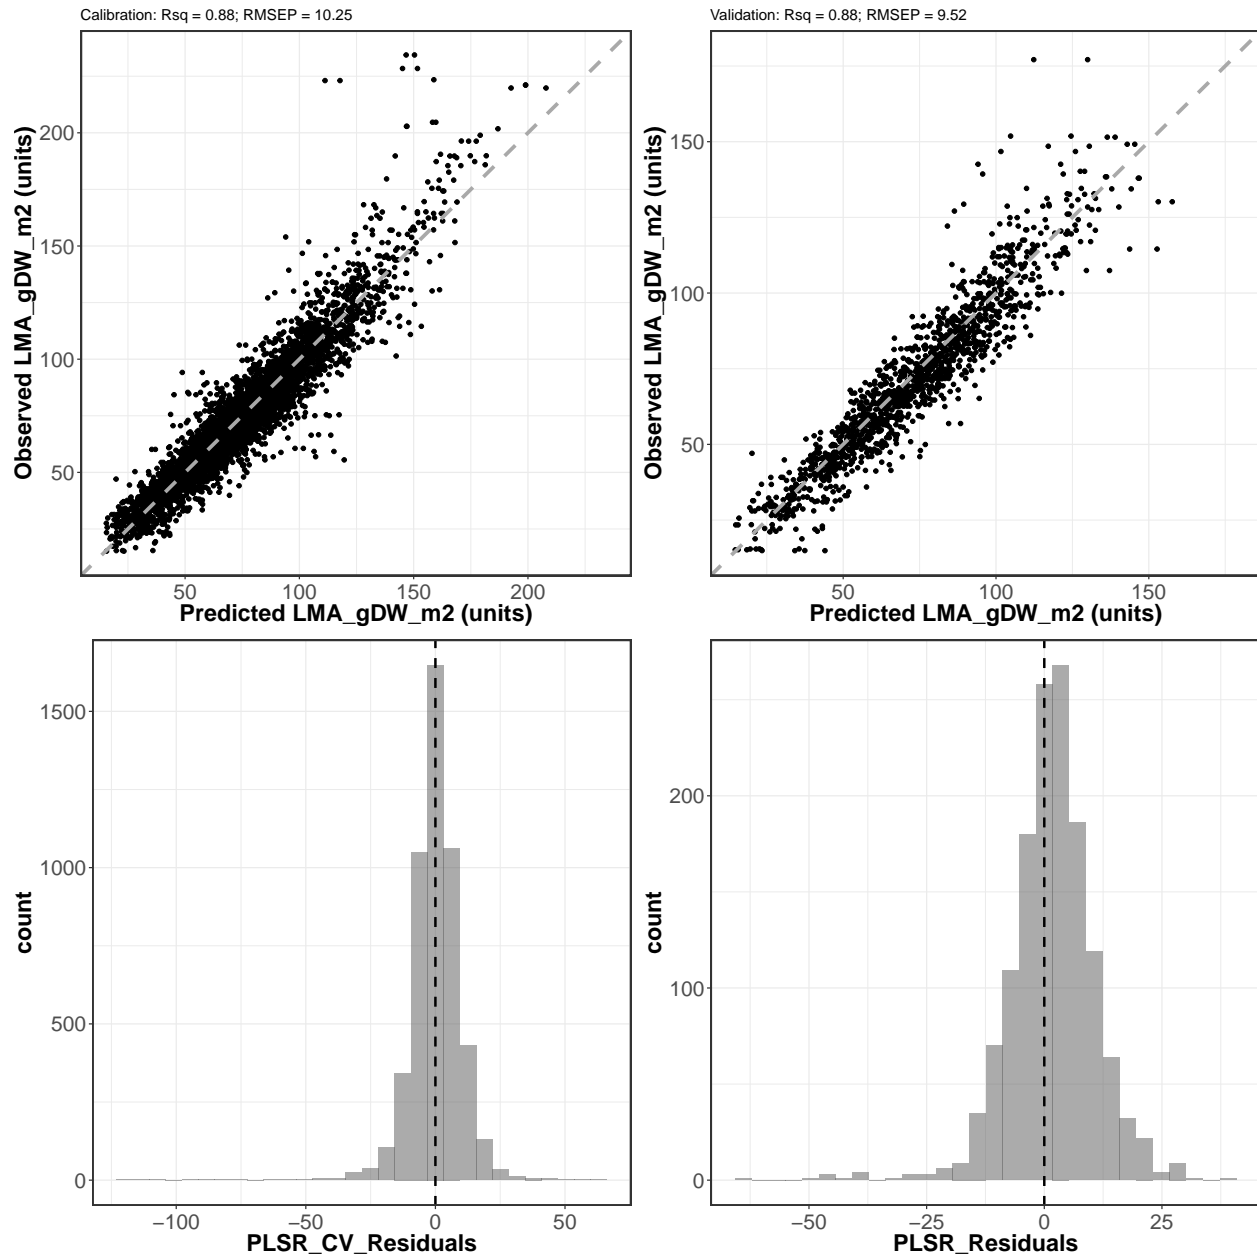 Calibration: Rsq = 0.88; RMSEP = 10.25
Observed LMA_gDW_m2 (units)
200
150
100
50
50 100 150 200
Predicted LMA_gDW_m2 (units)
Validation: Rsq = 0.88; RMSEP = 9.52
Observed LMA_gDW_m2 (units)
150
100
50
50 100 150
Predicted LMA_gDW_m2 (units)
count
1500
1000
500
0
−100 −50 0 50
PLSR_CV_Residuals
count
200
100
0
−50 −25 0 25
PLSR_Residuals